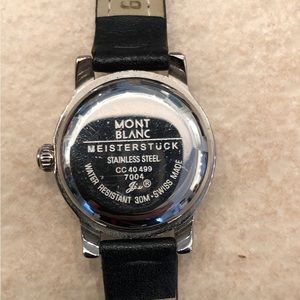 MONT
BLANC
MEISTERSTÜCK
STAINLESS STEEL
CC 40 499
7004
WATER RESISTANT 30M - SWISS MADE